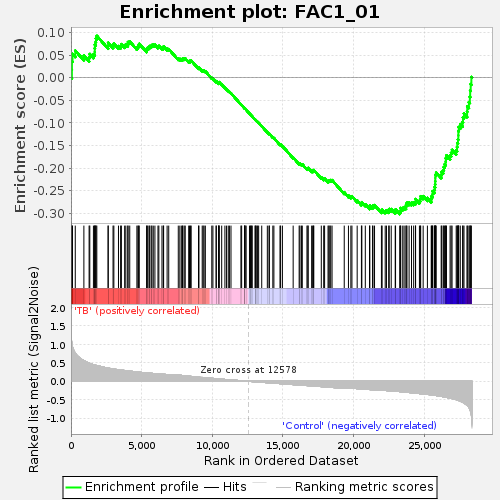 Enrichment plot: FAC1_01
Enrichment score (ES)
0.10
0.05
0.00
-0.05
-0.10
-0.15
-0.20
-0.25
-0.30
'TB' (positively correlated)
Ranked list metric (Signal2Noise)
2.0
1.5
1.0
0.5
0.0
-0.5
-1.0
Zero cross at 12578
'Control' (negatively correlated)
0
5,000
10,000
15,000
20,000
25,000
Rank in Ordered Dataset
Enrichment profile
Hits
Ranking metric scores